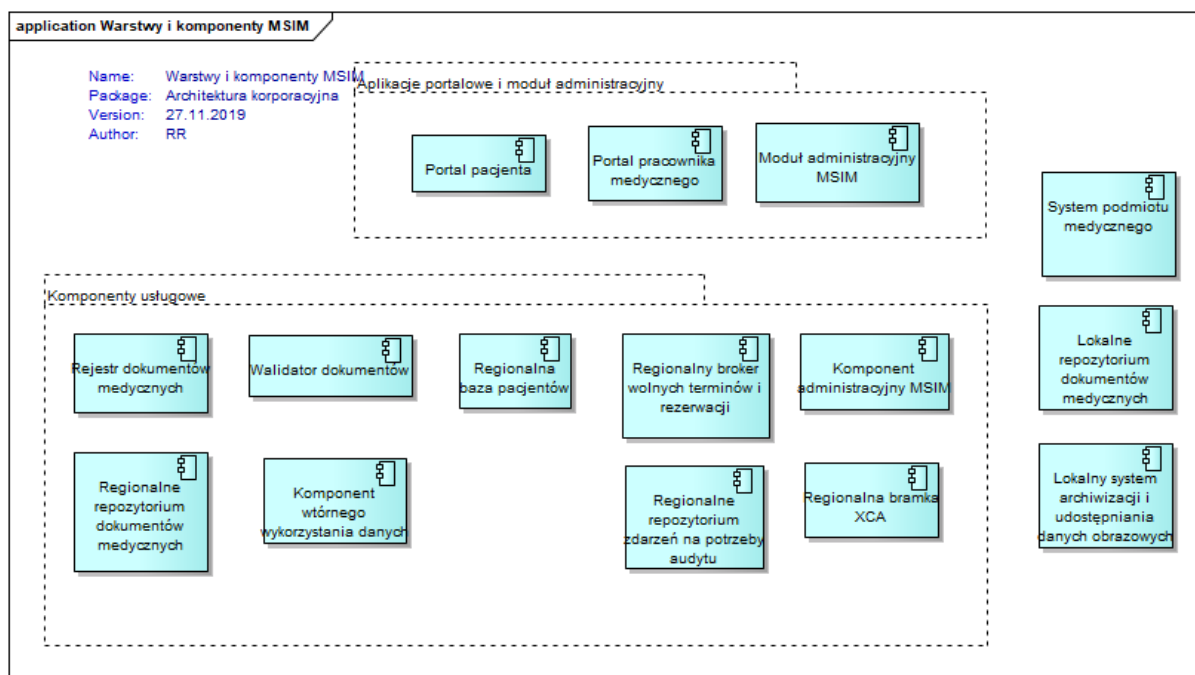 application Warstwy i komponenty MSIM
Name: Warstwy i komponenty MSIM
Package: Architektura korporacyjna
Version: 27.11.2019
Author: RR
Aplikacje portalowe i moduł administracyjny
Portal pacjenta
Portal pracownika
medycznego
Moduł administracyjny
MSIM
System podmiotu
medycznego
Komponenty usługowe
Rejestr dokumentów
medycznych
Walidator dokumentów
Regionalna
baza pacjentów
Regionalny broker
wolnych terminów i
rezerwacji
Komponent
administracyjny MSIM
Lokalne
repozytorium
dokumentów
medycznych
Regionalne
repozytorium
dokumentów
medycznych
Komponent
wtórnego
wykorzystania danych
Regionalne
repozytorium
zdarzeń na potrzeby
audytu
Regionalna bramka
XCA
Lokalny system
archiwizacji i
udostępniania
danych obrazowych